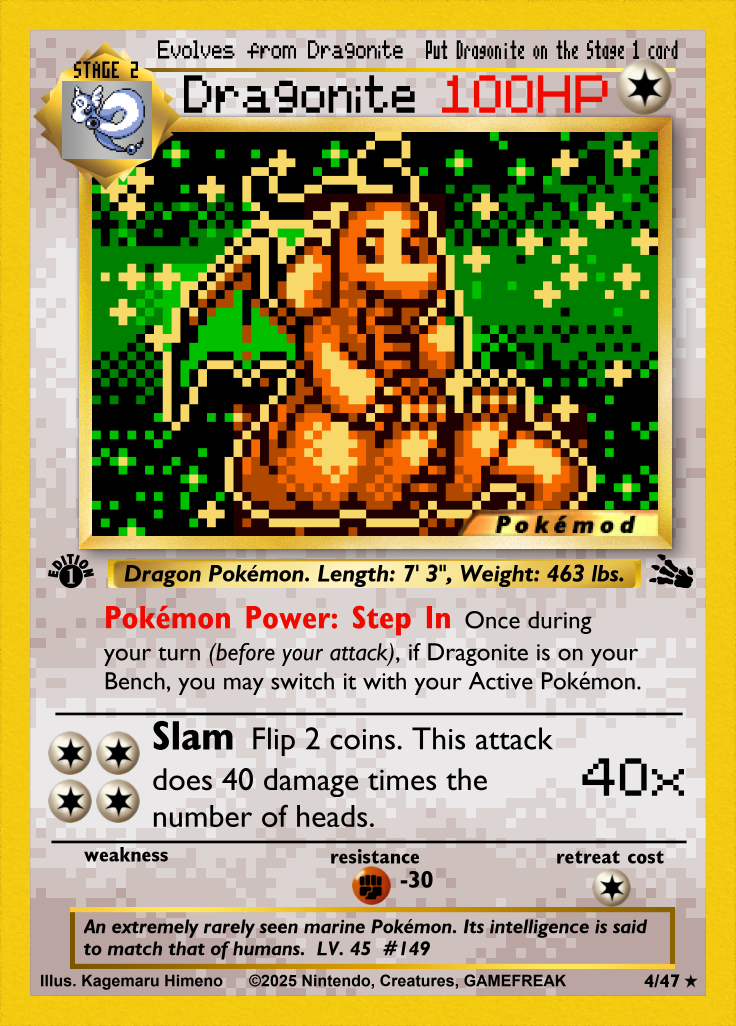 Evolves from Dragonite Put Dragonite on the Stage 1 card
STAGE 2
Dragonite 100HP
Pokémod
EDITION 1
Dragon Pokémon. Length: 7' 3", Weight: 463 lbs.
Pokémon Power: Step In Once during
your turn (before your attack), if Dragonite is on your
Bench, you may switch it with your Active Pokémon.
Slam Flip 2 coins. This attack
does 40 damage times the
number of heads.
40x
weakness resistance retreat cost
-30
An extremely rarely seen marine Pokémon. Its intelligence is said
to match that of humans. LV. 45 #149
Illus. Kagemaru Himeno ©2025 Nintendo, Creatures, GAMEFREAK 4/47 ★